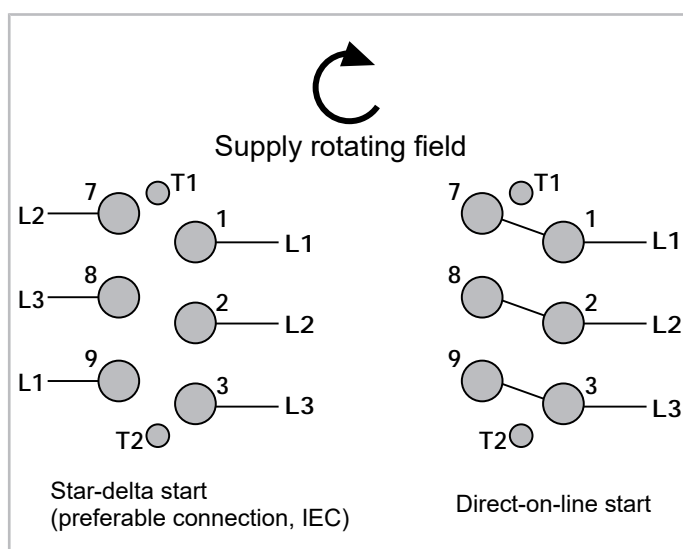 Supply rotating field
7 T1
L2 1 L1
8
L3 2 L2
9
L1 3 L3
T2
Star-delta start
(preferable connection, IEC)
7 T1
1 L1
8
2 L2
9
3 L3
T2
Direct-on-line start